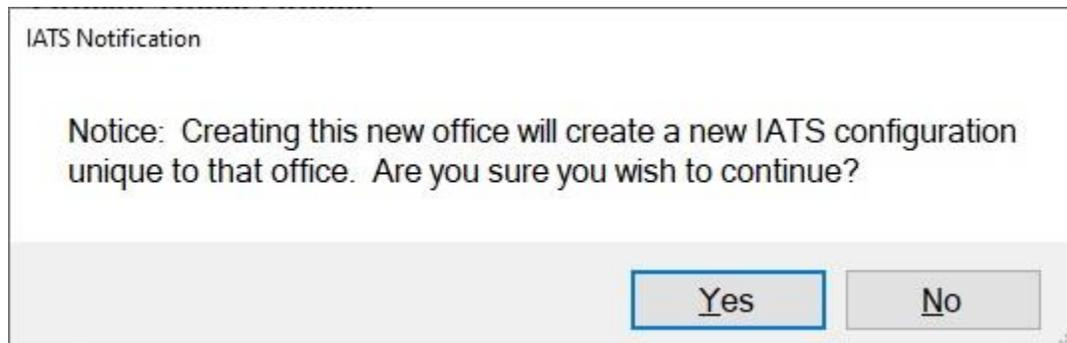 IATS Notification
Notice:  Creating this new office will create a new IATS configuration
unique to that office.  Are you sure you wish to continue?
Yes
No